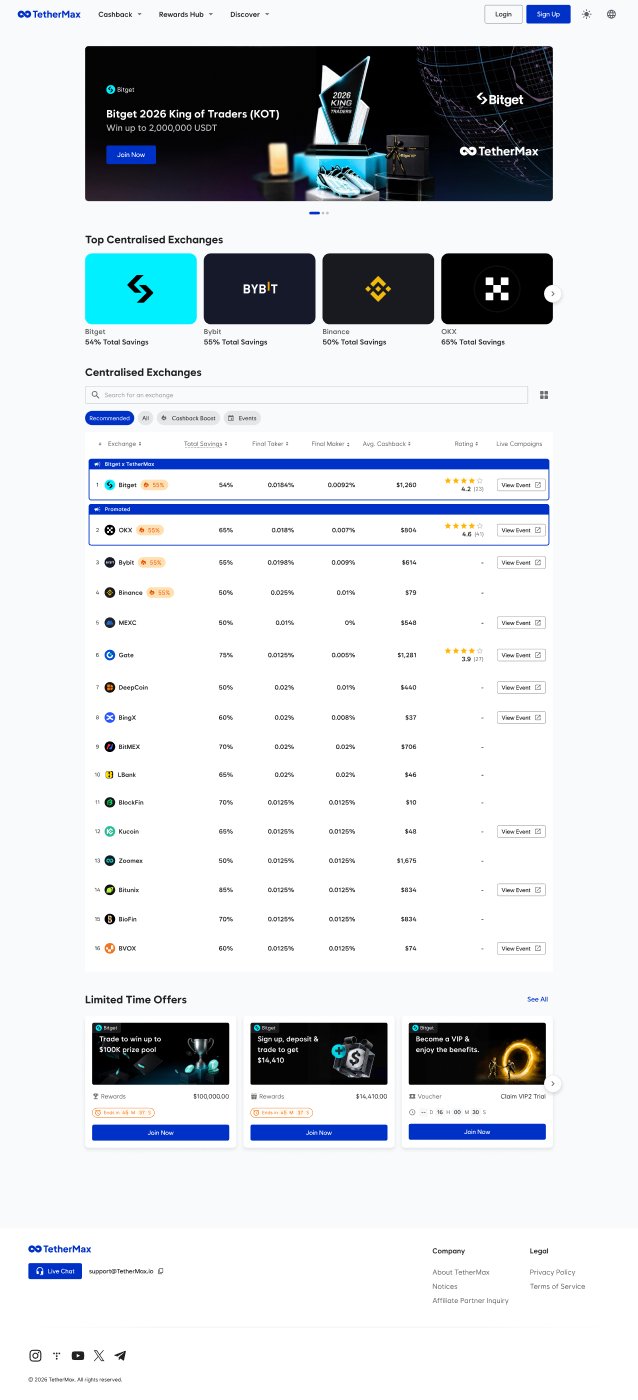 TetherMax
Cashback
Rewards Hub
Discover
Login
Sign Up
Bitget
Bitget 2026 King of Traders (KOT)
Win up to 2,000,000 USDT
Join Now
2026
KING
OF
TRADERS
Bitget
TetherMax
Top Centralised Exchanges
BYBIT
Bitget
54% Total Savings
Bybit
55% Total Savings
Binance
50% Total Savings
OKX
65% Total Savings
Centralised Exchanges
Search for an exchange
Recommended
All
Cashback Boost
Events
# Exchange Total Savings Final Taker Final Maker Avg. Cashback Rating Live Campaigns
Bitget x TetherMax
1 Bitget 55% 54% 0.0184% 0.0092% $1,260 4.2 (23) View Event
Promoted
2 OKX 55% 65% 0.018% 0.007% $804 4.6 (41) View Event
3 Bybit 55% 55% 0.0198% 0.009% $614 - View Event
4 Binance 55% 50% 0.025% 0.01% $79 -
5 MEXC 50% 0.01% 0% $548 - View Event
6 Gate 75% 0.0125% 0.005% $1,281 3.9 (27) View Event
7 DeepCoin 50% 0.02% 0.01% $440 - View Event
8 BingX 60% 0.02% 0.008% $37 - View Event
9 BitMEX 70% 0.02% 0.02% $706 -
10 LBank 65% 0.02% 0.02% $46 -
11 BlockFin 70% 0.0125% 0.0125% $10 -
12 Kucoin 65% 0.0125% 0.0125% $48 - View Event
13 Zoomex 50% 0.0125% 0.0125% $1,675 -
14 Bitunix 85% 0.0125% 0.0125% $834 - View Event
15 BioFin 70% 0.0125% 0.0125% $834 -
16 BVOX 60% 0.0125% 0.0125% $74 - View Event
Limited Time Offers
See All
Bitget
Trade to win up to
$100K prize pool
Rewards $100,000.00
Ends in 45 M 37 S
Join Now
Bitget
Sign up, deposit &
trade to get
$14,410
Rewards $14,410.00
Ends in 45 M 37 S
Join Now
Bitget
Become a VIP &
enjoy the benefits.
Voucher Claim VIP2 Trial
-- D 16 H 00 M 30 S
Join Now
TetherMax
Live Chat
support@TetherMax.io
Company
About TetherMax
Notices
Affiliate Partner Inquiry
Legal
Privacy Policy
Terms of Service
© 2026 TetherMax. All rights reserved.